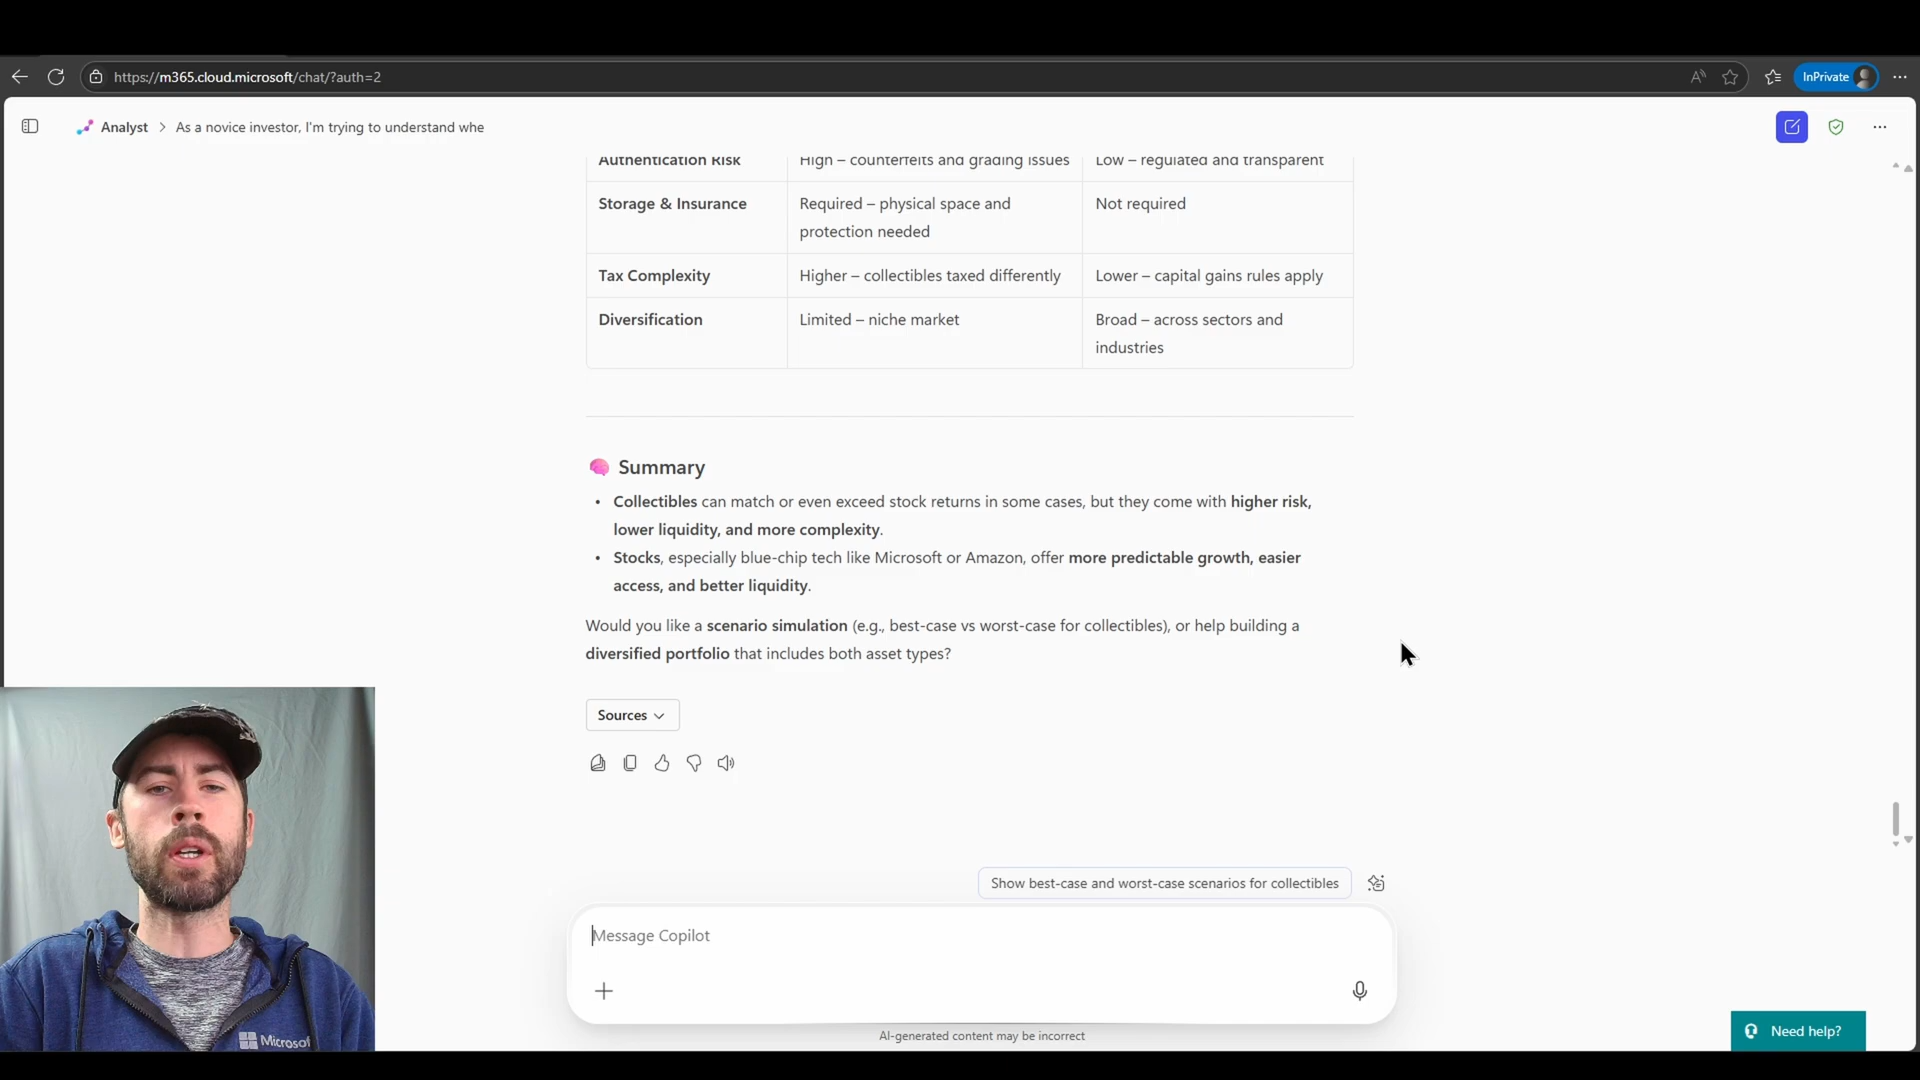 https://m365.cloud.microsoft/chat/?auth=2
InPrivate
Analyst > As a novice investor, I'm trying to understand whe
Authentication Risk
High – counterfeits and grading issues
Low – regulated and transparent
Storage & Insurance
Required – physical space and
protection needed
Not required
Tax Complexity
Higher – collectibles taxed differently
Lower – capital gains rules apply
Diversification
Limited – niche market
Broad – across sectors and
industries
Summary
• Collectibles can match or even exceed stock returns in some cases, but they come with higher risk,
lower liquidity, and more complexity.
• Stocks, especially blue-chip tech like Microsoft or Amazon, offer more predictable growth, easier
access, and better liquidity.
Would you like a scenario simulation (e.g., best-case vs worst-case for collectibles), or help building a
diversified portfolio that includes both asset types?
Sources
Show best-case and worst-case scenarios for collectibles
Message Copilot
AI-generated content may be incorrect
Need help?
Microsof